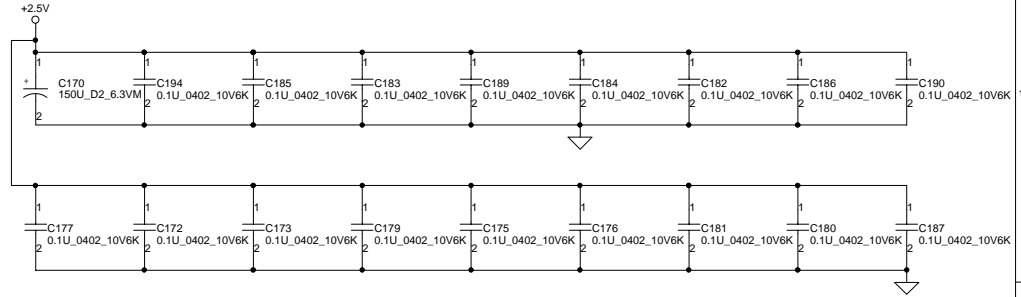 +2.5V
1 1 1 1 1 1 1 1 1
+ C170 C194 C185 C183 C189 C184 C182 C186 C190
150U_D2_6.3VM 0.1U_0402_10V6K 0.1U_0402_10V6K 0.1U_0402_10V6K 0.1U_0402_10V6K 0.1U_0402_10V6K 0.1U_0402_10V6K 0.1U_0402_10V6K 0.1U_0402_10V6K
2 2 2 2 2 2 2 2 2
1 1 1 1 1 1 1 1 1
C177 C172 C173 C179 C175 C176 C181 C180 C187
0.1U_0402_10V6K 0.1U_0402_10V6K 0.1U_0402_10V6K 0.1U_0402_10V6K 0.1U_0402_10V6K 0.1U_0402_10V6K 0.1U_0402_10V6K 0.1U_0402_10V6K 0.1U_0402_10V6K
2 2 2 2 2 2 2 2 2